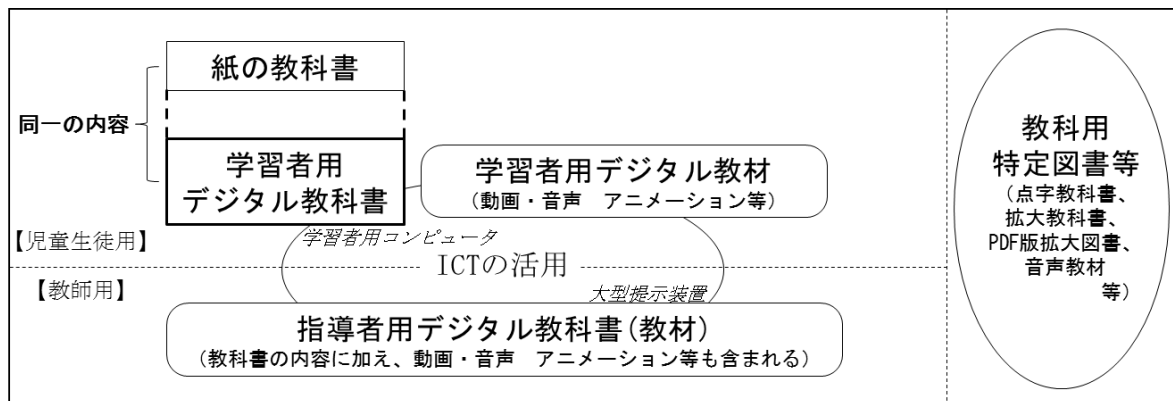 紙の教科書
同一の内容
学習者用
デジタル教科書
学習者用デジタル教材
(動画・音声　アニメーション等)
【児童生徒用】
学習者用コンピュータ
ICTの活用
【教師用】
大型提示装置
指導者用デジタル教科書(教材)
(教科書の内容に加え、動画・音声　アニメーション等も含まれる)
教科用
特定図書等
(点字教科書、
拡大教科書、
PDF版拡大図書、
音声教材
等)